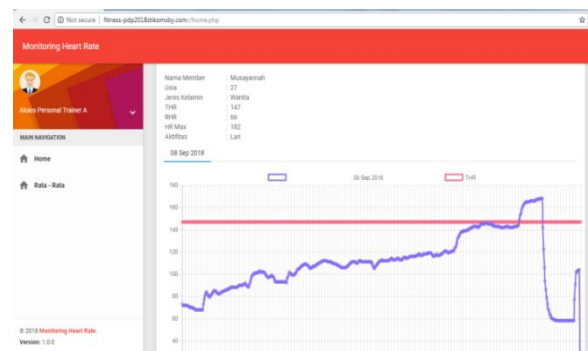 Not secure | fitness-pdp2018stikomsby.com//home.php
Monitoring Heart Rate
Akses Personal Trainer A
MAIN NAVIGATION
Home
Rata - Rata
© 2018 Monitoring Heart Rate.
Version: 1.0.0
Nama Member : Musayannah
Usia : 27
Jenis Kelamin : Wanita
THR : 147
RHR : 66
HR Max : 182
Aktifitas : Lari
08 Sep 2018
05 Sep 2018 THR
180
160
140
120
100
80
60
40